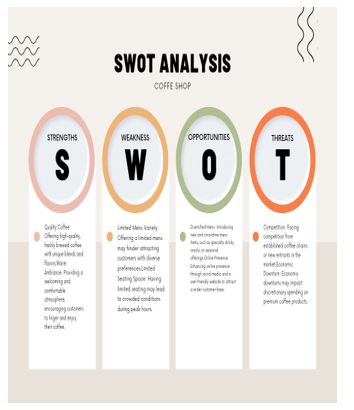 SWOT ANALYSIS
COFFE SHOP
STRENGTHS
S
WEAKNESS
W
OPPORTUNITIES
O
THREATS
T
Quality Coffee:
Offering high-quality,
freshly brewed coffee
with unique blends and
flavors.Warm
Ambiance: Providing a
welcoming and
comfortable
atmosphere,
encouraging customers
to linger and enjoy
their coffee.
Limited Menu Variety:
Offering a limited menu
may hinder attracting
customers with diverse
preferences.Limited
Seating Space: Having
limited seating may lead
to crowded conditions
during peak hours.
Diversified Menu: Introducing
new and innovative menu
items, such as specialty drinks,
snacks, or seasonal
offerings.Online Presence:
Enhancing online presence
through social media and a
user-friendly website to attract
a wider customer base.
Competition: Facing
competition from
established coffee chains
or new entrants in the
market.Economic
Downturn: Economic
downturns may impact
discretionary spending on
premium coffee products.